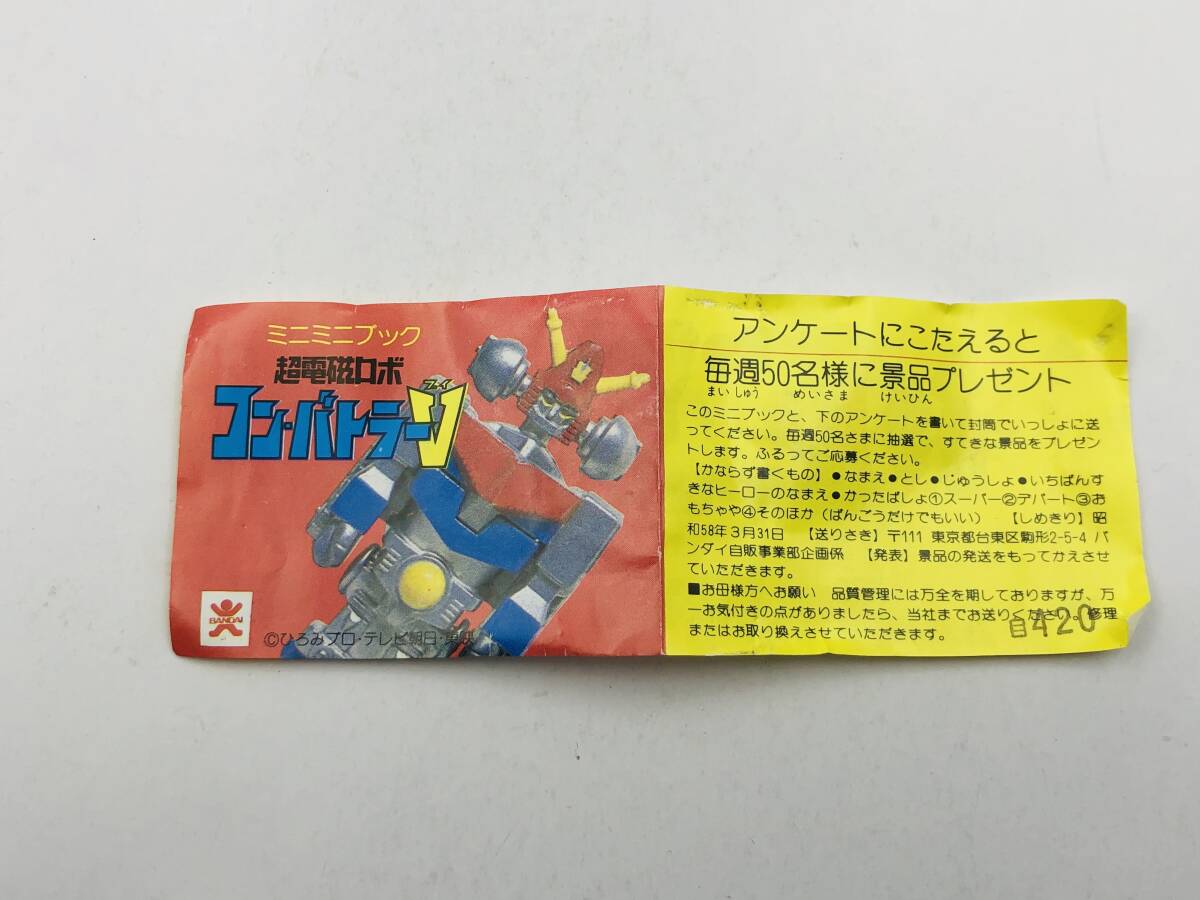 ミニミニブック
超電磁ロボ
コン・バトラーV
ブイ
BANDAI
©ひろみプロ・テレビ朝日・東映
アンケートにこたえると
毎週50名様に景品プレゼント
まいしゅう めいさま けいひん
このミニブックと、下のアンケートを書いて封筒でいっしょに送
ってください。毎週50名さまに抽選で、すてきな景品をプレゼン
トします。ふるってご応募ください。
【かならず書くもの】●なまえ●とし●じゅうしょ●いちばんす
きなヒーローのなまえ●かったばしょ①スーパー②デパート③お
もちゃや④そのほか（ばんごうだけでもいい） 【しめきり】昭
和58年3月31日 【送りさき】〒111 東京都台東区駒形2-5-4 バ
ンダイ自販事業部企画係 【発表】景品の発送をもってかえさせ
ていただきます。
■お母様方へお願い 品質管理には万全を期しておりますが、万
一お気付きの点がありましたら、当社までお送りください。修理
またはお取り換えさせていただきます。
自420